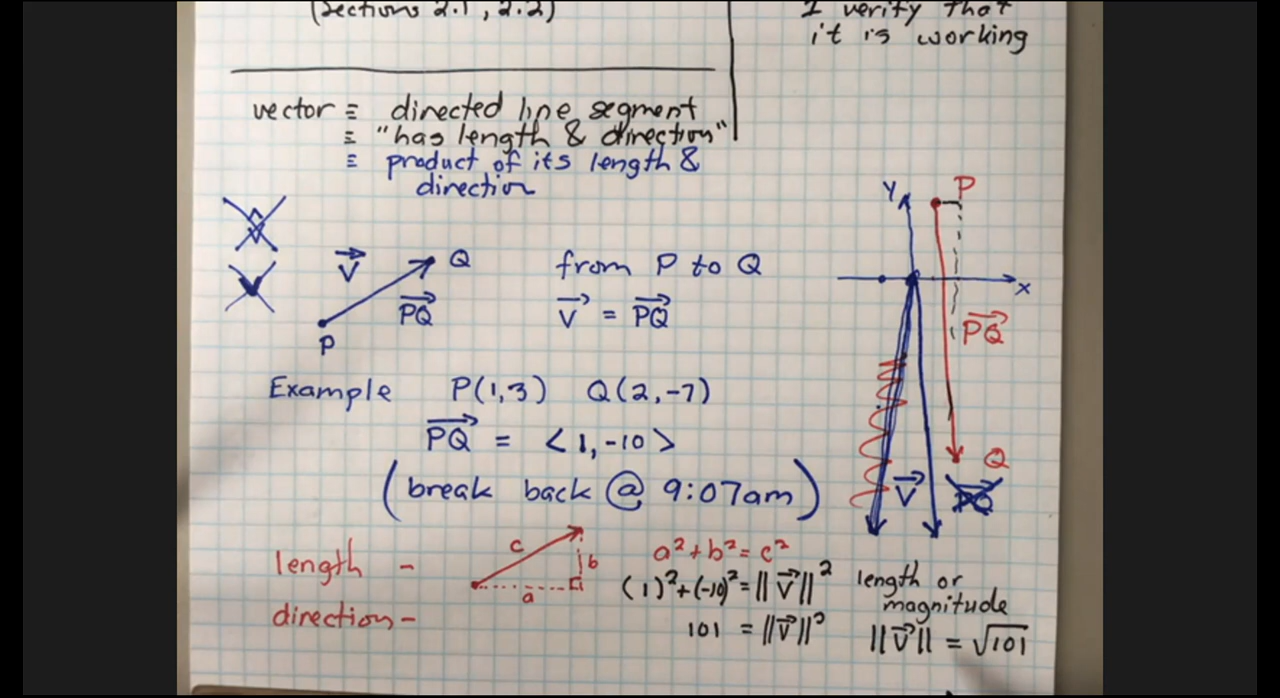 (Sections 2.1, 2.2)
I verify that
it is working
vector ≡ directed line segment
≡ "has length & direction"
≡ product of its length &
direction
V⃗ Q
PQ⃗
P
from P to Q
V⃗ = PQ⃗
Y P
x
PQ⃗
Q
V⃗
Example P(1,3) Q(2,-7)
PQ⃗ = <1,-10>
(break back @ 9:07am)
length -
direction -
c
b
a
a²+b²=c²
(1)²+(-10)²=||V⃗||²
101 = ||V⃗||²
length or
magnitude
||V⃗|| = √101